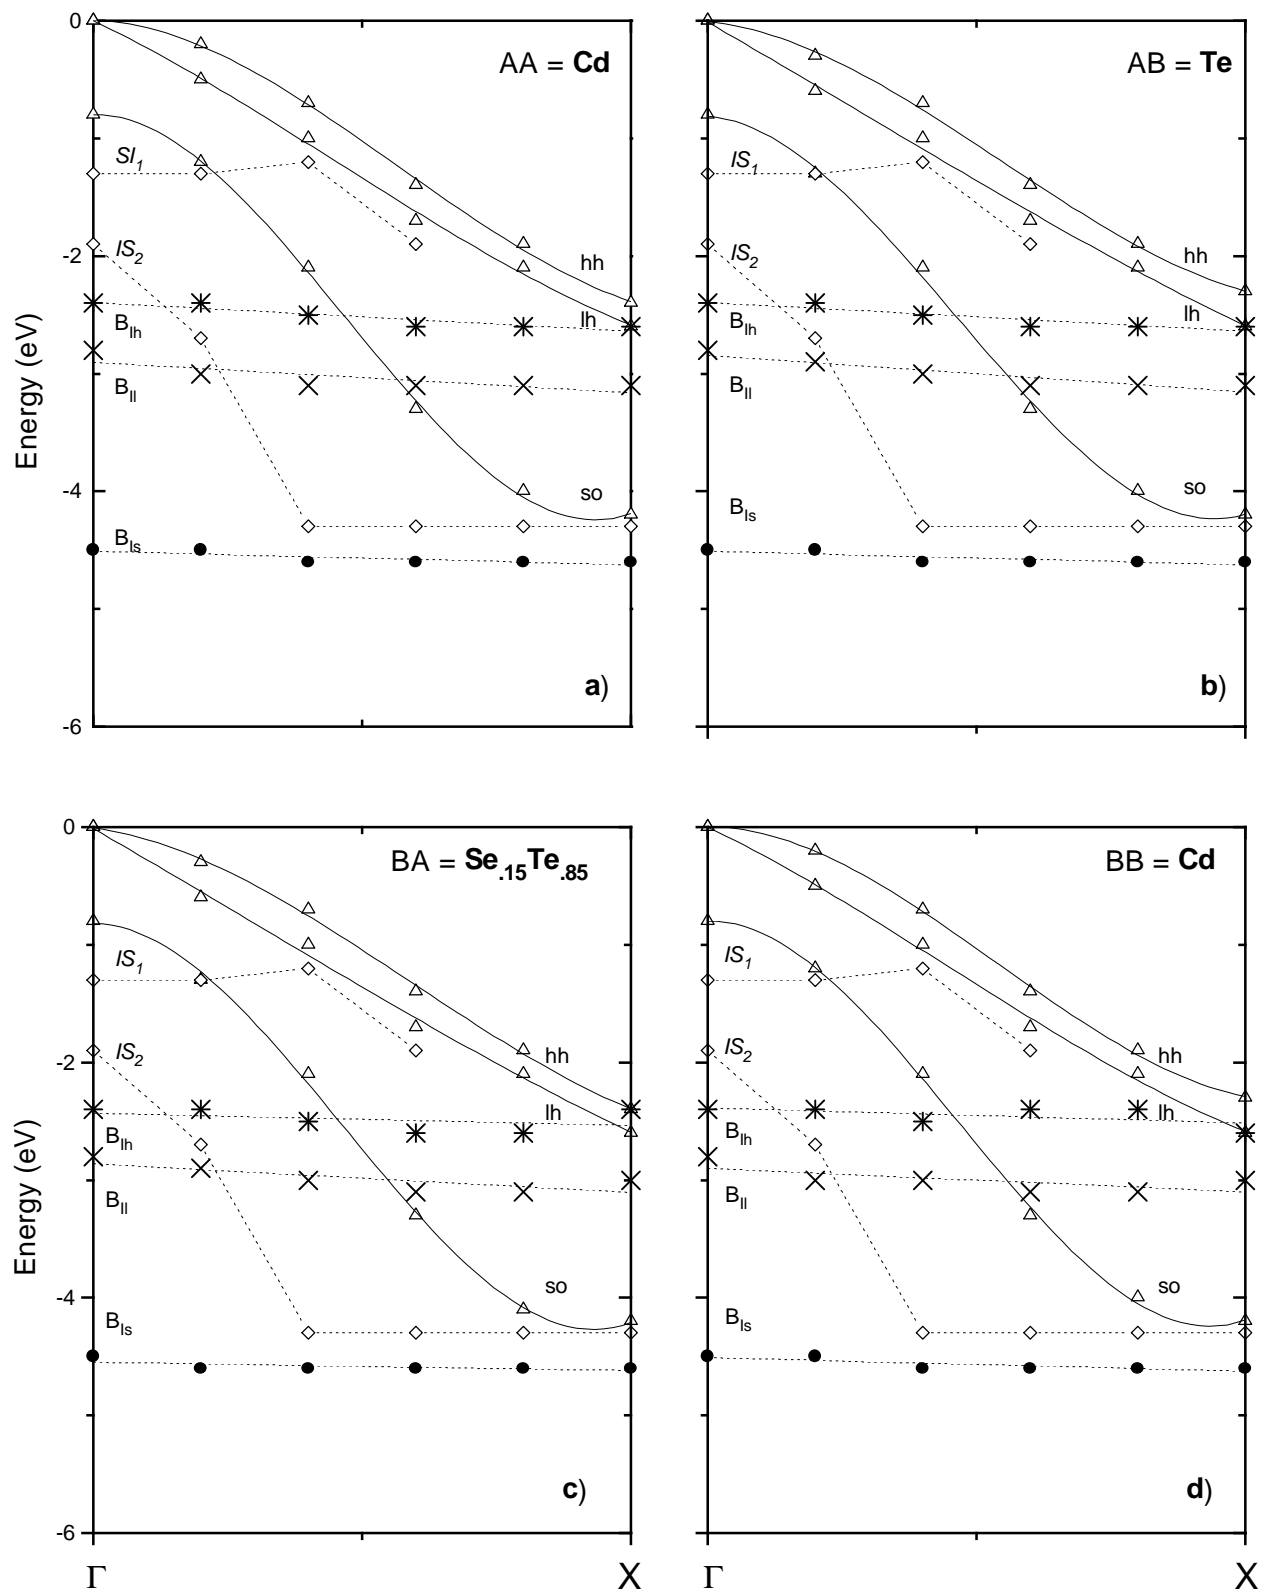 0
AA = Cd
SI1
IS2
-2
hh
lh
Blh
Bll
Energy (eV)
-4
so
Bls
a)
-6
AB = Te
IS1
IS2
hh
lh
Blh
Bll
so
Bls
b)
0
BA = Se.15Te.85
IS1
IS2
-2
hh
lh
Blh
Bll
Energy (eV)
-4
so
Bls
c)
-6
Γ
X
BB = Cd
IS1
IS2
hh
lh
Blh
Bll
so
Bls
d)
Γ
X